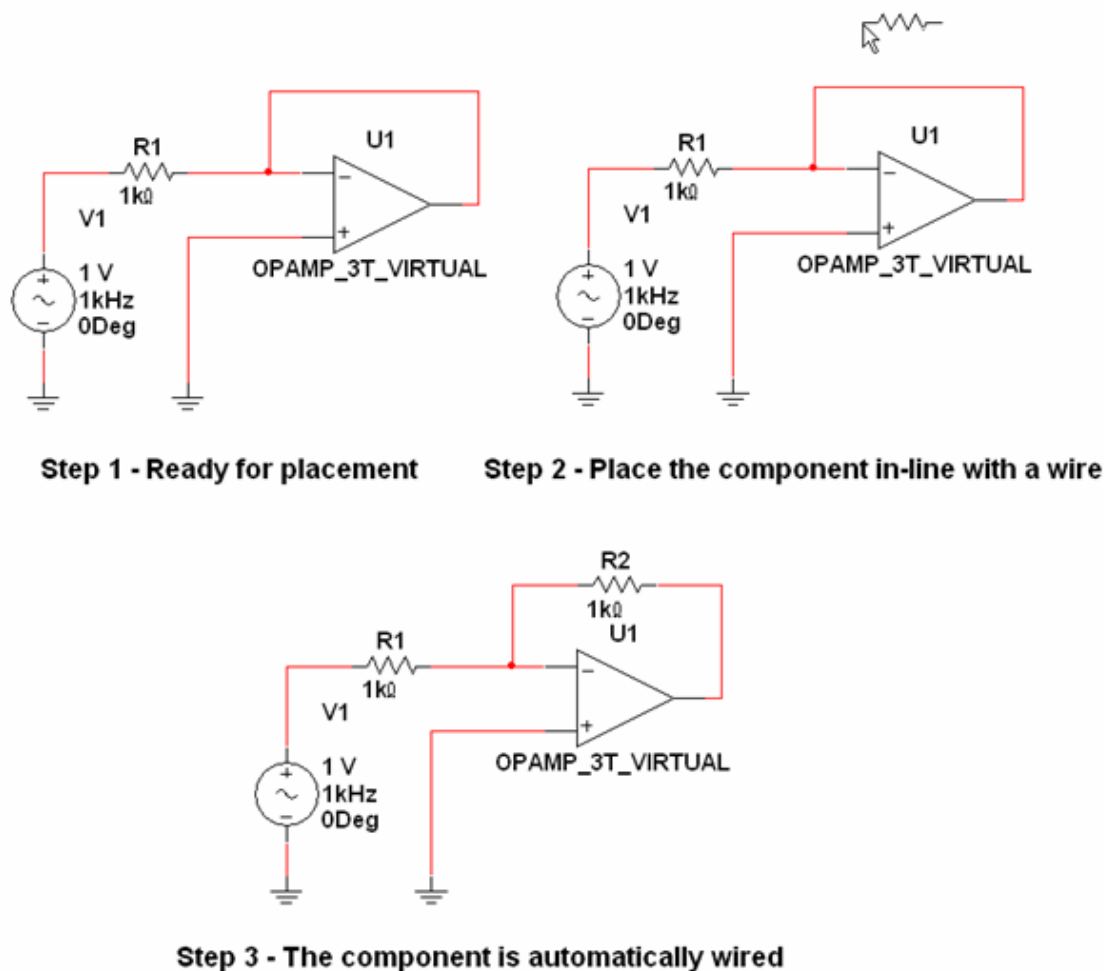 R1
1kΩ
U1
V1
1 V
1kHz
0Deg
OPAMP_3T_VIRTUAL
Step 1 - Ready for placement
R1
1kΩ
U1
V1
1 V
1kHz
0Deg
OPAMP_3T_VIRTUAL
Step 2 - Place the component in-line with a wire
R2
1kΩ
U1
R1
1kΩ
V1
1 V
1kHz
0Deg
OPAMP_3T_VIRTUAL
Step 3 - The component is automatically wired